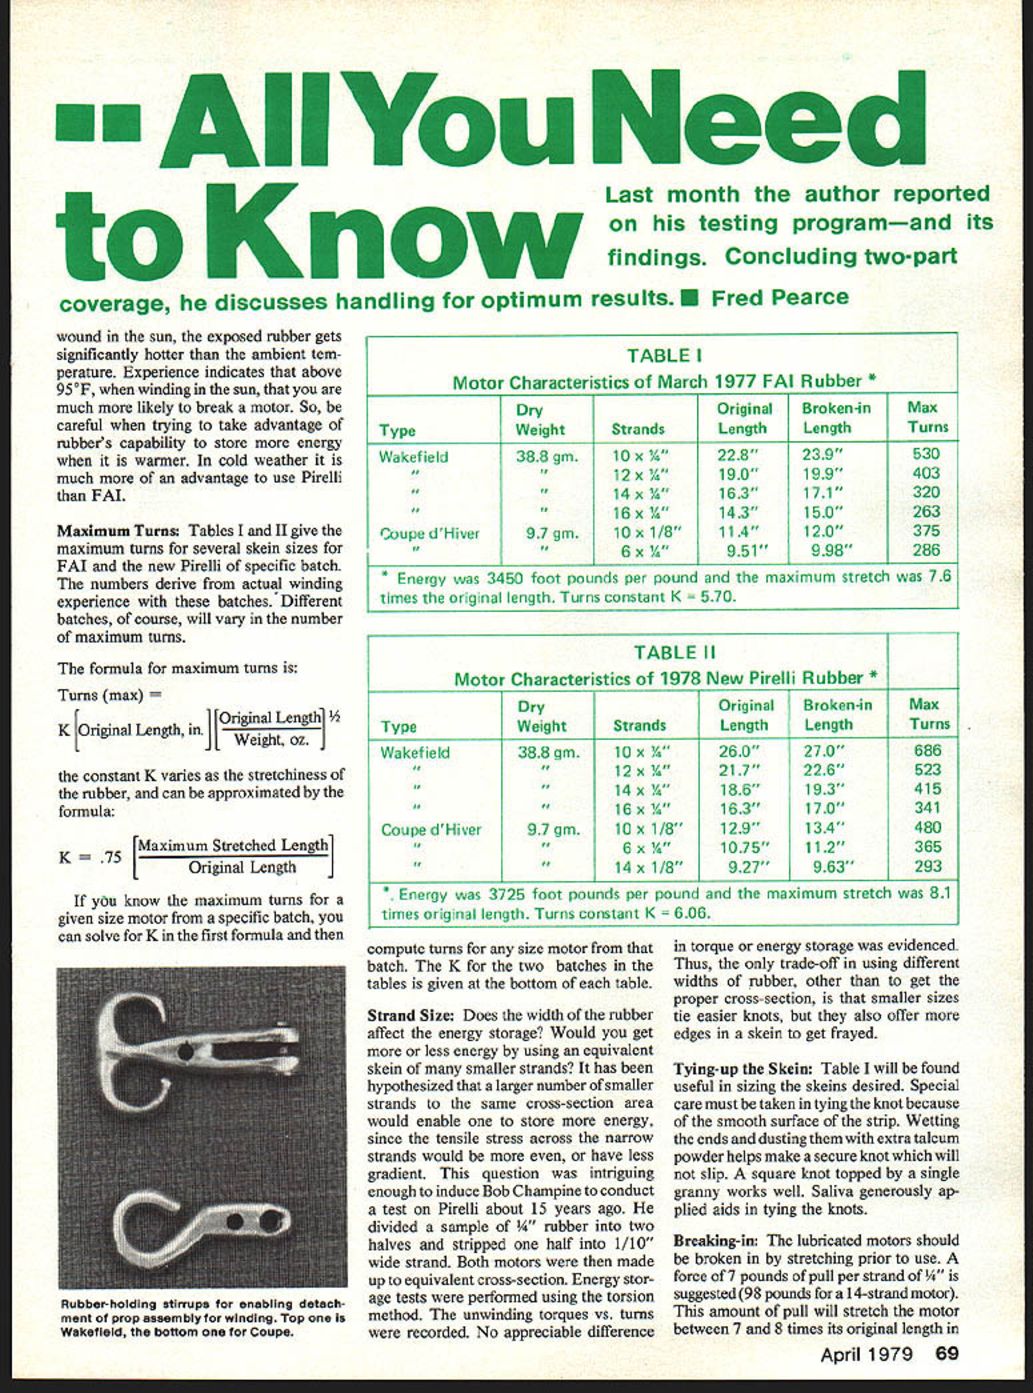 All You Need
to Know
Last month the author reported
on his testing program—and its
findings. Concluding two-part
coverage, he discusses handling for optimum results. ■ Fred Pearce
wound in the sun, the exposed rubber gets
significantly hotter than the ambient tem-
perature. Experience indicates that above
95°F, when winding in the sun, that you are
much more likely to break a motor. So, be
careful when trying to take advantage of
rubber's capability to store more energy
when it is warmer. In cold weather it is
much more of an advantage to use Pirelli
than FAI.
Maximum Turns: Tables I and II give the
maximum turns for several skein sizes for
FAI and the new Pirelli of specific batch.
The numbers derive from actual winding
experience with these batches. Different
batches, of course, will vary in the number
of maximum turns.
The formula for maximum turns is:
Turns (max) =
K [Original Length, in.] [Original Length / Weight, oz.] ½
the constant K varies as the stretchiness of
the rubber, and can be approximated by the
formula:
K = .75 [Maximum Stretched Length / Original Length]
If you know the maximum turns for a
given size motor from a specific batch, you
can solve for K in the first formula and then
Rubber-holding stirrups for enabling detach-
ment of prop assembly for winding. Top one is
Wakefield, the bottom one for Coupe.
TABLE I
Motor Characteristics of March 1977 FAI Rubber *
Type Dry Weight Strands Original Length Broken-in Length Max Turns
Wakefield 38.8 gm. 10 x ¼" 22.8" 23.9" 530
" " 12 x ¼" 19.0" 19.9" 403
" " 14 x ¼" 16.3" 17.1" 320
" " 16 x ¼" 14.3" 15.0" 263
Coupe d'Hiver 9.7 gm. 10 x 1/8" 11.4" 12.0" 375
" " 6 x ¼" 9.51" 9.98" 286
* Energy was 3450 foot pounds per pound and the maximum stretch was 7.6
times the original length. Turns constant K = 5.70.
TABLE II
Motor Characteristics of 1978 New Pirelli Rubber *
Type Dry Weight Strands Original Length Broken-in Length Max Turns
Wakefield 38.8 gm. 10 x ¼" 26.0" 27.0" 686
" " 12 x ¼" 21.7" 22.6" 523
" " 14 x ¼" 18.6" 19.3" 415
" " 16 x ¼" 16.3" 17.0" 341
Coupe d'Hiver 9.7 gm. 10 x 1/8" 12.9" 13.4" 480
" " 6 x ¼" 10.75" 11.2" 365
" " 14 x 1/8" 9.27" 9.63" 293
*. Energy was 3725 foot pounds per pound and the maximum stretch was 8.1
times original length. Turns constant K = 6.06.
compute turns for any size motor from that
batch. The K for the two batches in the
tables is given at the bottom of each table.
Strand Size: Does the width of the rubber
affect the energy storage? Would you get
more or less energy by using an equivalent
skein of many smaller strands? It has been
hypothesized that a larger number of smaller
strands to the same cross-section area
would enable one to store more energy,
since the tensile stress across the narrow
strands would be more even, or have less
gradient. This question was intriguing
enough to induce Bob Champine to conduct
a test on Pirelli about 15 years ago. He
divided a sample of ¼" rubber into two
halves and stripped one half into 1/10"
wide strand. Both motors were then made
up to equivalent cross-section. Energy stor-
age tests were performed using the torsion
method. The unwinding torques vs. turns
were recorded. No appreciable difference
in torque or energy storage was evidenced.
Thus, the only trade-off in using different
widths of rubber, other than to get the
proper cross-section, is that smaller sizes
tie easier knots, but they also offer more
edges in a skein to get frayed.
Tying-up the Skein: Table I will be found
useful in sizing the skeins desired. Special
care must be taken in tying the knot because
of the smooth surface of the strip. Wetting
the ends and dusting them with extra talcum
powder helps make a secure knot which will
not slip. A square knot topped by a single
granny works well. Saliva generously ap-
plied aids in tying the knots.
Breaking-in: The lubricated motors should
be broken in by stretching prior to use. A
force of 7 pounds of pull per strand of ¼" is
suggested (98 pounds for a 14-strand motor).
This amount of pull will stretch the motor
between 7 and 8 times its original length in
April 1979 69